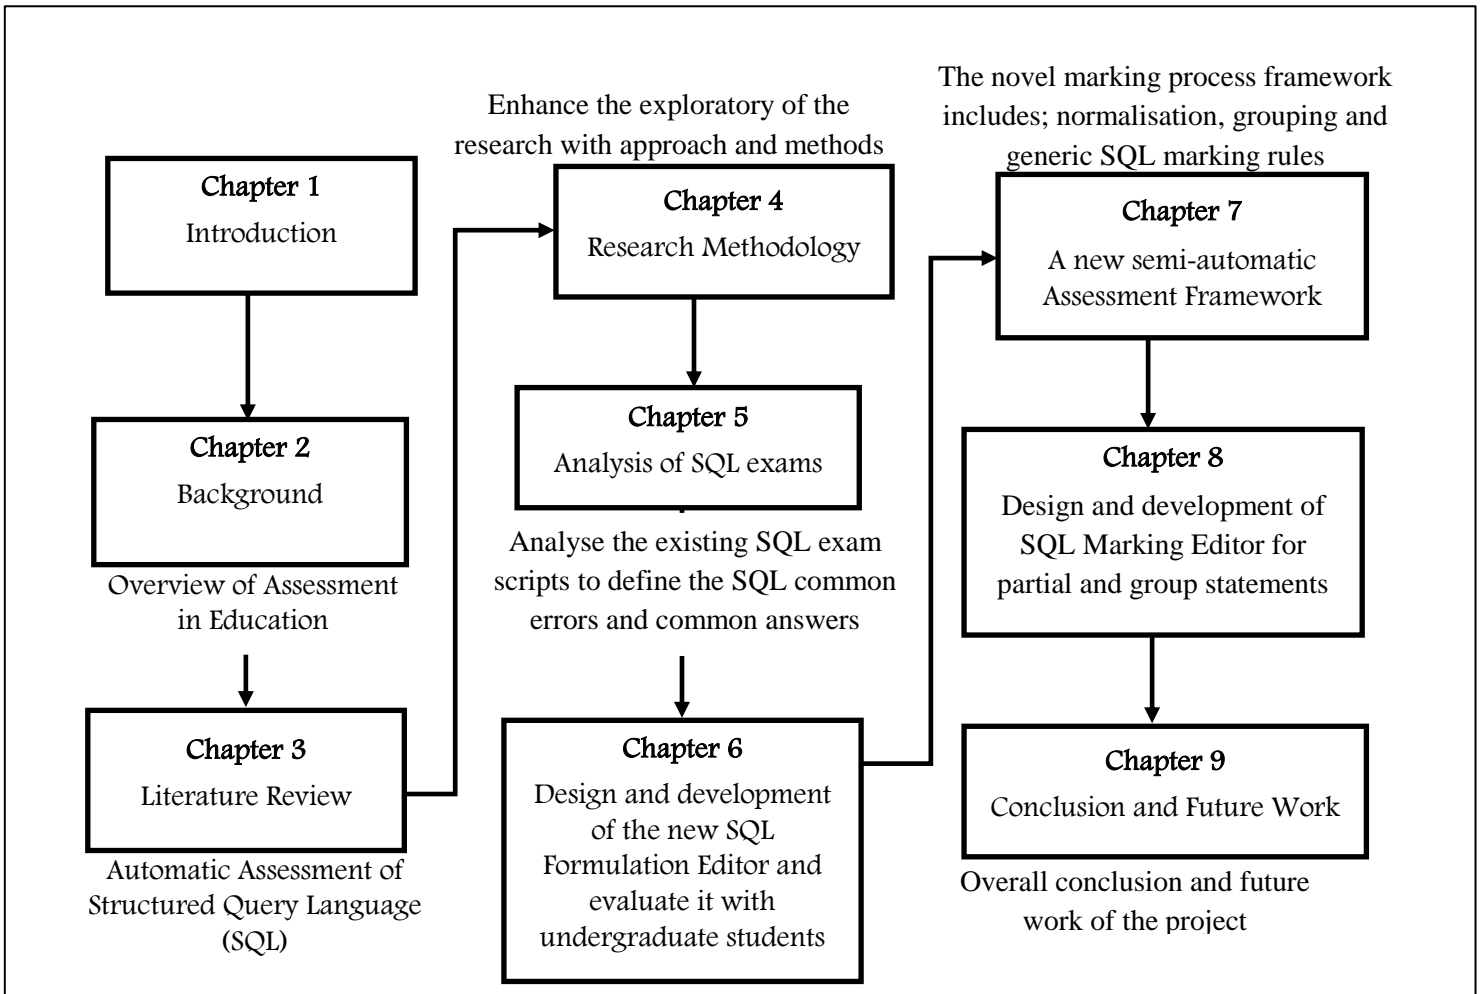 Chapter 1
Introduction
Chapter 2
Background
Overview of Assessment
in Education
Chapter 3
Literature Review
Automatic Assessment of
Structured Query Language
(SQL)
Enhance the exploratory of the
research with approach and methods
Chapter 4
Research Methodology
Chapter 5
Analysis of SQL exams
Analyse the existing SQL exam
scripts to define the SQL common
errors and common answers
Chapter 6
Design and development
of the new SQL
Formulation Editor and
evaluate it with
undergraduate students
The novel marking process framework
includes; normalisation, grouping and
generic SQL marking rules
Chapter 7
A new semi-automatic
Assessment Framework
Chapter 8
Design and development of
SQL Marking Editor for
partial and group statements
Chapter 9
Conclusion and Future Work
Overall conclusion and future
work of the project